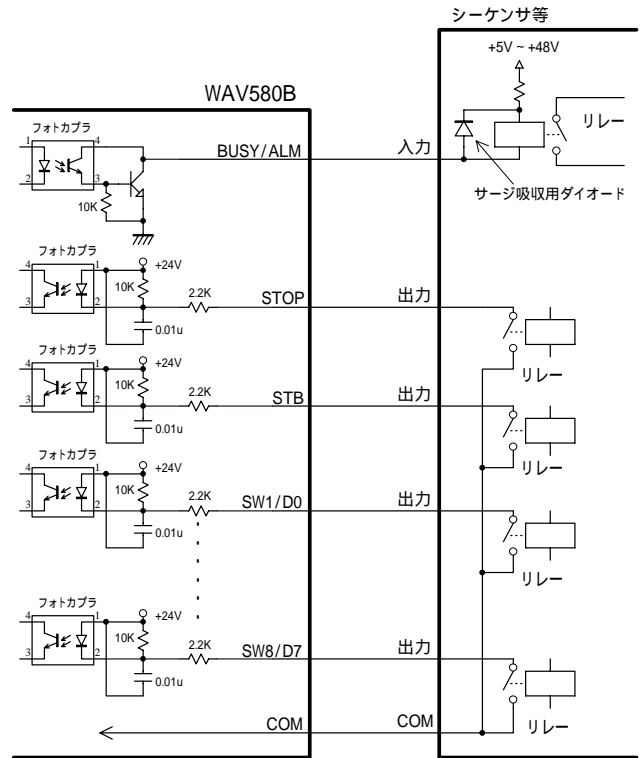 シーケンサ等
+5V ~ +48V
WAV580B
フォトカプラ
1
4
2
3
10K
BUSY/ALM
入力
リレー
サージ吸収用ダイオード
フォトカプラ
4
1
3
2
+24V
10K
0.01u
2.2K
STOP
出力
リレー
フォトカプラ
4
1
3
2
+24V
10K
0.01u
2.2K
STB
出力
リレー
フォトカプラ
4
1
3
2
+24V
10K
0.01u
2.2K
SW1/D0
出力
リレー
フォトカプラ
4
1
3
2
+24V
10K
0.01u
2.2K
SW8/D7
出力
リレー
COM
COM